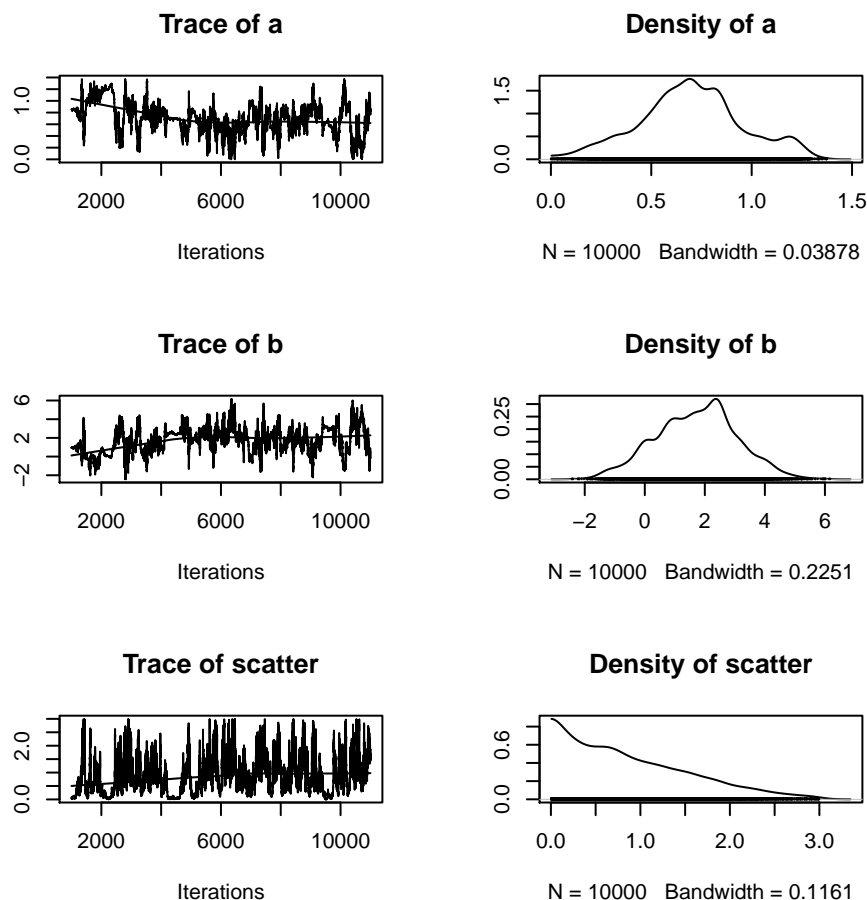 Trace of a
Density of a
0.0 1.0
2000 6000 10000
Iterations
0.0 1.5
0.0 0.5 1.0 1.5
N = 10000 Bandwidth = 0.03878
Trace of b
Density of b
−2 2 6
2000 6000 10000
Iterations
0.00 0.25
−2 0 2 4 6
N = 10000 Bandwidth = 0.2251
Trace of scatter
Density of scatter
0.0 2.0
2000 6000 10000
Iterations
0.0 0.6
0.0 1.0 2.0 3.0
N = 10000 Bandwidth = 0.1161